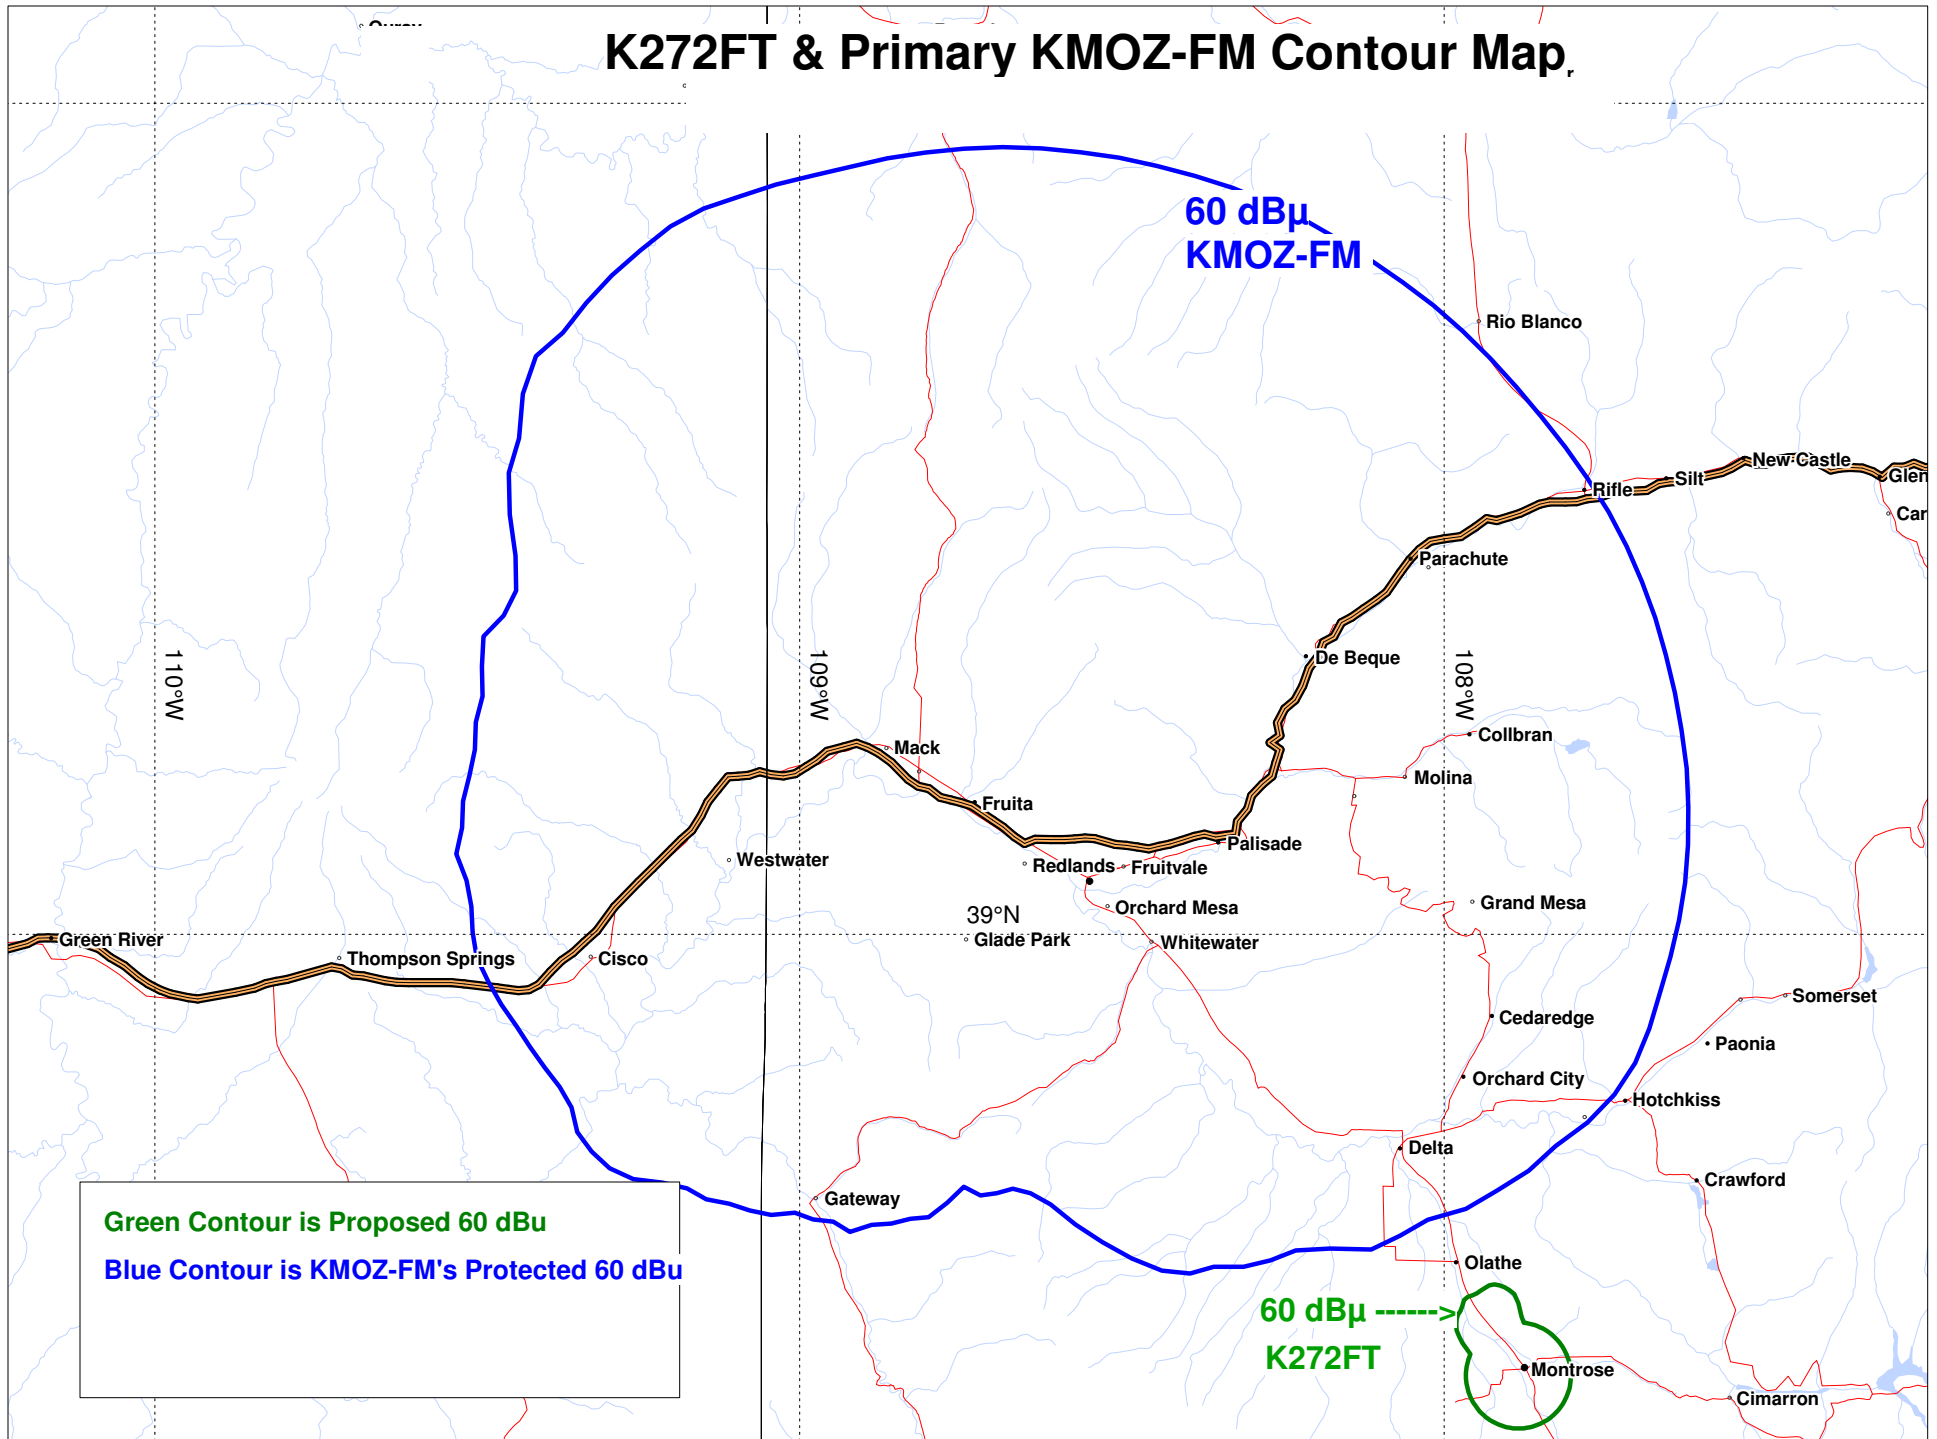 K272FT & Primary KMOZ-FM Contour Map
60 dBµ
KMOZ-FM
Rio Blanco
New Castle
Silt
Glen
Rifle
Car
Parachute
De Beque
110°W
109°W
108°W
Collbran
Mack
Molina
Fruita
Palisade
Westwater
Redlands
Fruitvale
Grand Mesa
Orchard Mesa
39°N
Green River
Glade Park
Whitewater
Thompson Springs
Cisco
Somerset
Cedaredge
Paonia
Orchard City
Hotchkiss
Delta
Crawford
Gateway
Green Contour is Proposed 60 dBu
Blue Contour is KMOZ-FM's Protected 60 dBu
Olathe
60 dBµ ------>
K272FT
Montrose
Cimarron